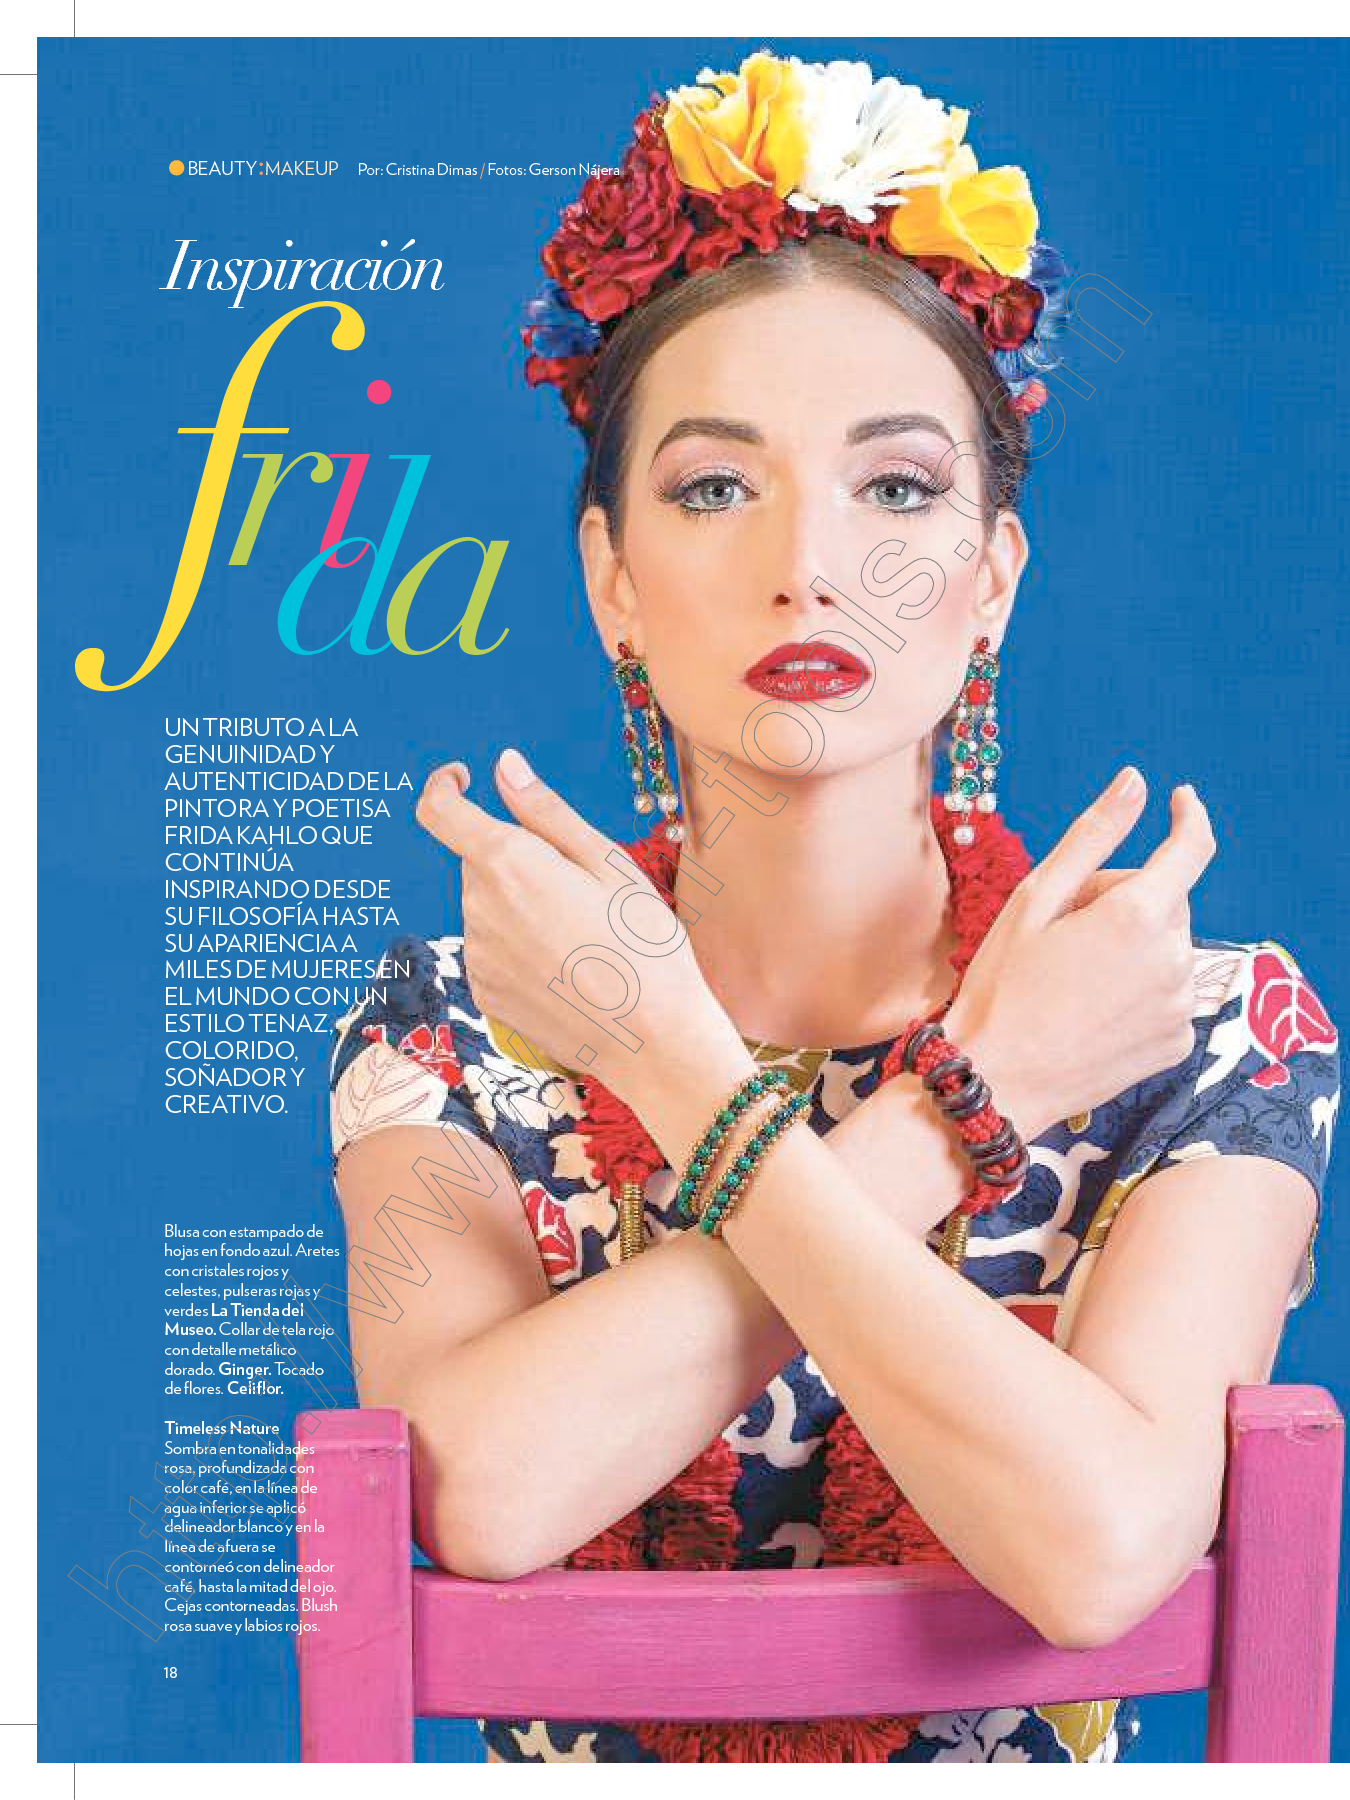 BEAUTY:MAKEUP Por: Cristina Dimas / Fotos: Gerson Nájera
Inspiración
frida
UN TRIBUTO A LA
GENUINIDAD Y
AUTENTICIDAD DE LA
PINTORA Y POETISA
FRIDA KAHLO QUE
CONTINÚA
INSPIRANDO DESDE
SU FILOSOFÍA HASTA
SU APARIENCIA A
MILES DE MUJERES EN
EL MUNDO CON UN
ESTILO TENAZ,
COLORIDO,
SOÑADOR Y
CREATIVO.
Blusa con estampado de
hojas en fondo azul. Aretes
con cristales rojos y
celestes, pulseras rojas y
verdes La Tienda del
Museo. Collar de tela rojo
con detalle metálico
dorado. Ginger. Tocado
de flores. Celiflor.
Timeless Nature
Sombra en tonalidades
rosa, profundizada con
color café, en la línea de
agua inferior se aplicó
delineador blanco y en la
línea de afuera se
contorneó con delineador
café, hasta la mitad del ojo.
Cejas contorneadas. Blush
rosa suave y labios rojos.
18
http://www.pdf-tools.com